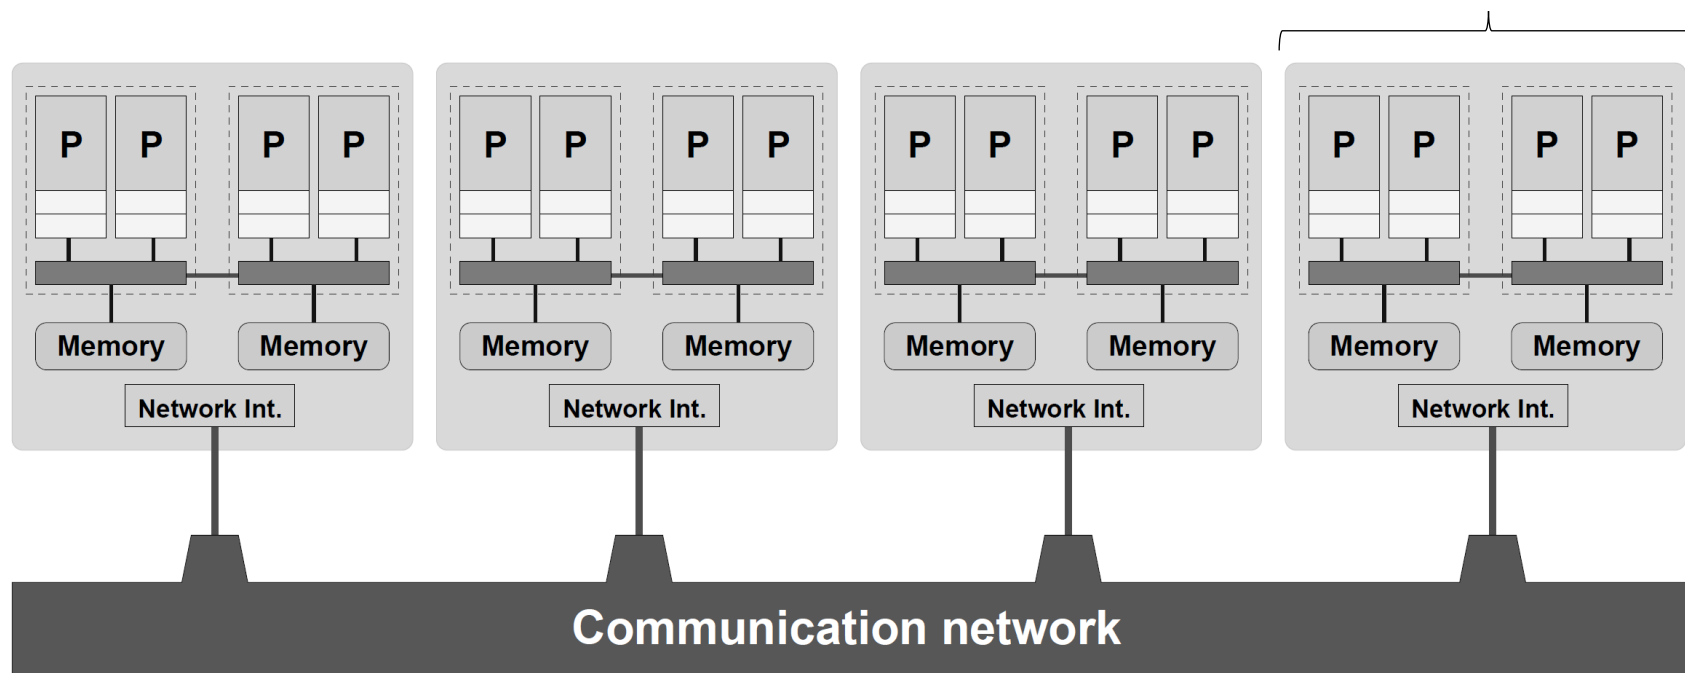 P P P P P P P P P P P P P P P P
Memory Memory Memory Memory Memory Memory Memory Memory
Network Int. Network Int. Network Int. Network Int.
Communication network